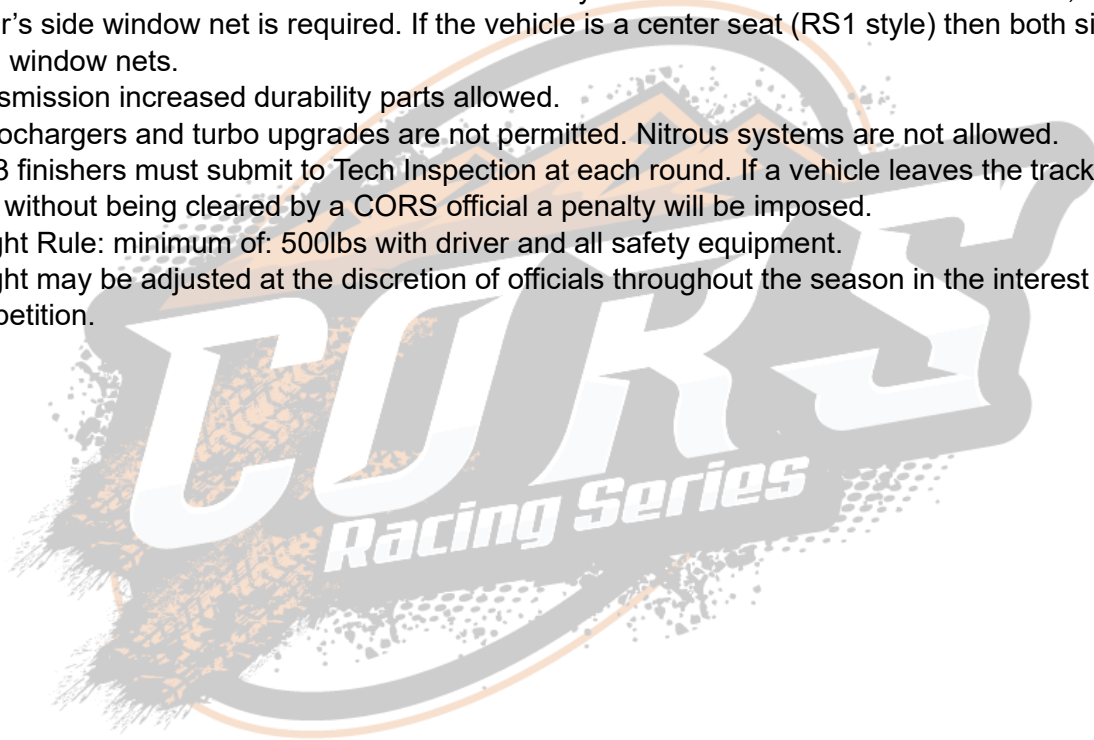 r's side window net is required. If the vehicle is a center seat (RS1 style) then both si
window nets.
smission increased durability parts allowed.
ochargers and turbo upgrades are not permitted. Nitrous systems are not allowed.
3 finishers must submit to Tech Inspection at each round. If a vehicle leaves the track
without being cleared by a CORS official a penalty will be imposed.
ght Rule: minimum of: 500lbs with driver and all safety equipment.
ght may be adjusted at the discretion of officials throughout the season in the interest
petition.
CORS
Racing Series